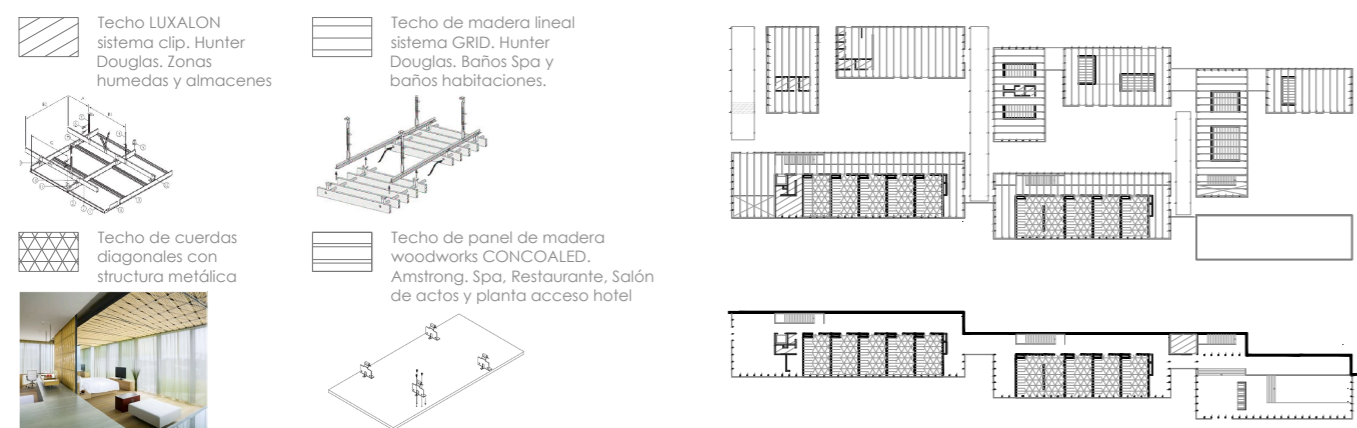 Techo LUXALON
sistema clip. Hunter
Douglas. Zonas
humedas y almacenes
Techo de madera lineal
sistema GRID. Hunter
Douglas. Baños Spa y
baños habitaciones.
Techo de cuerdas
diagonales con
structura metálica
Techo de panel de madera
woodworks CONCOALED.
Amstrong. Spa, Restaurante, Salón
de actos y planta acceso hotel